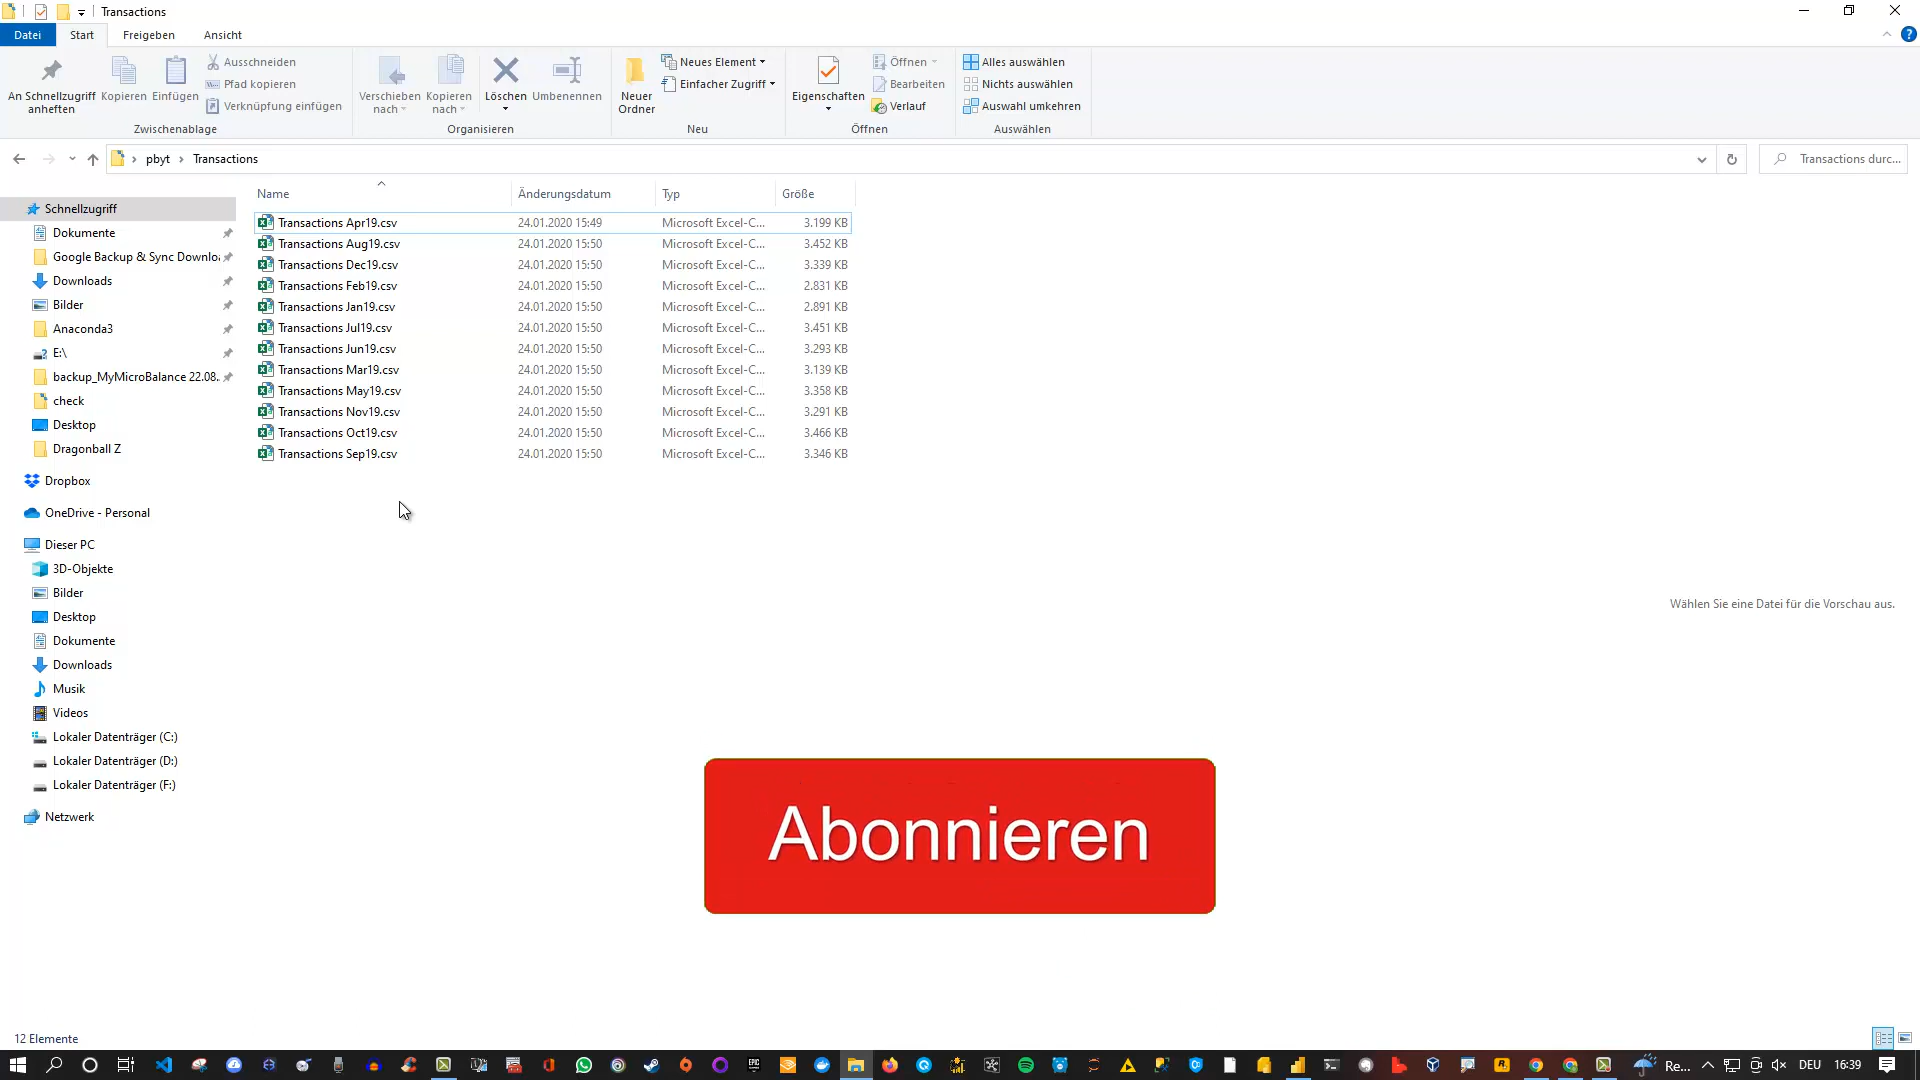 Transactions
Datei Start Freigeben Ansicht
An Schnellzugriff anheften
Kopieren
Einfügen
Ausschneiden
Pfad kopieren
Verknüpfung einfügen
Zwischenablage
Verschieben nach
Kopieren nach
Löschen
Umbenennen
Organisieren
Neuer Ordner
Neues Element
Einfacher Zugriff
Neu
Eigenschaften
Öffnen
Bearbeiten
Verlauf
Öffnen
Alles auswählen
Nichts auswählen
Auswahl umkehren
Auswählen
pbyt > Transactions
Transactions durc...
Schnellzugriff
Dokumente
Google Backup & Sync Downlo
Downloads
Bilder
Anaconda3
E:\
backup_MyMicroBalance 22.08.
check
Desktop
Dragonball Z
Dropbox
OneDrive - Personal
Dieser PC
3D-Objekte
Bilder
Desktop
Dokumente
Downloads
Musik
Videos
Lokaler Datenträger (C:)
Lokaler Datenträger (D:)
Lokaler Datenträger (F:)
Netzwerk
Name Änderungsdatum Typ Größe
Transactions Apr19.csv 24.01.2020 15:49 Microsoft Excel-C... 3.199 KB
Transactions Aug19.csv 24.01.2020 15:50 Microsoft Excel-C... 3.452 KB
Transactions Dec19.csv 24.01.2020 15:50 Microsoft Excel-C... 3.339 KB
Transactions Feb19.csv 24.01.2020 15:50 Microsoft Excel-C... 2.831 KB
Transactions Jan19.csv 24.01.2020 15:50 Microsoft Excel-C... 2.891 KB
Transactions Jul19.csv 24.01.2020 15:50 Microsoft Excel-C... 3.451 KB
Transactions Jun19.csv 24.01.2020 15:50 Microsoft Excel-C... 3.293 KB
Transactions Mar19.csv 24.01.2020 15:50 Microsoft Excel-C... 3.139 KB
Transactions May19.csv 24.01.2020 15:50 Microsoft Excel-C... 3.358 KB
Transactions Nov19.csv 24.01.2020 15:50 Microsoft Excel-C... 3.291 KB
Transactions Oct19.csv 24.01.2020 15:50 Microsoft Excel-C... 3.466 KB
Transactions Sep19.csv 24.01.2020 15:50 Microsoft Excel-C... 3.346 KB
Wählen Sie eine Datei für die Vorschau aus.
Abonnieren
12 Elemente
Re... DEU 16:39